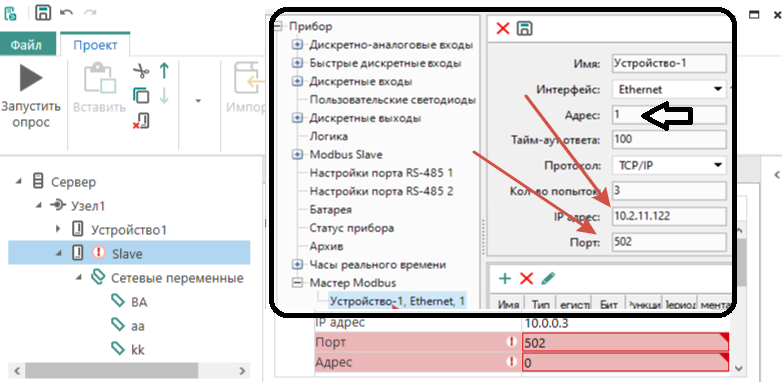 Файл
Проект
Запустить
опрос
Вставить
Импор
Сервер
Узел1
Устройство1
Slave
Сетевые переменные
BA
aa
kk
Прибор
Дискретно-аналоговые входы
Быстрые дискретные входы
Дискретные входы
Пользовательские светодиоды
Дискретные выходы
Логика
Modbus Slave
Настройки порта RS-485 1
Настройки порта RS-485 2
Батарея
Статус прибора
Архив
Часы реального времени
Мастер Modbus
Устройство-1, Ethernet, 1
Имя: Устройство-1
Интерфейс: Ethernet
Адрес: 1
Тайм-аут ответа: 100
Протокол: TCP/IP
Кол-во попыток: 3
IP адрес: 10.2.11.122
Порт: 502
Имя Тип егистр Бит ункци Период мента
IP адрес 10.0.0.3
Порт 502
Адрес 0